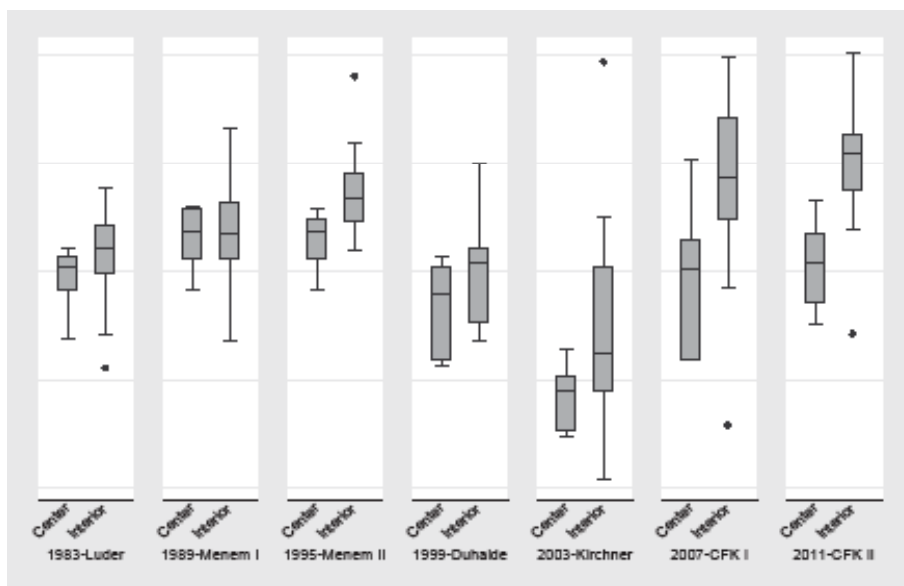 Center Interior Center Interior Center Interior Center Interior Center Interior Center Interior Center Interior
1983-Luder 1989-Menem I 1995-Menem II 1999-Duhalde 2003-Kirchner 2007-CFK I 2011-CFK II